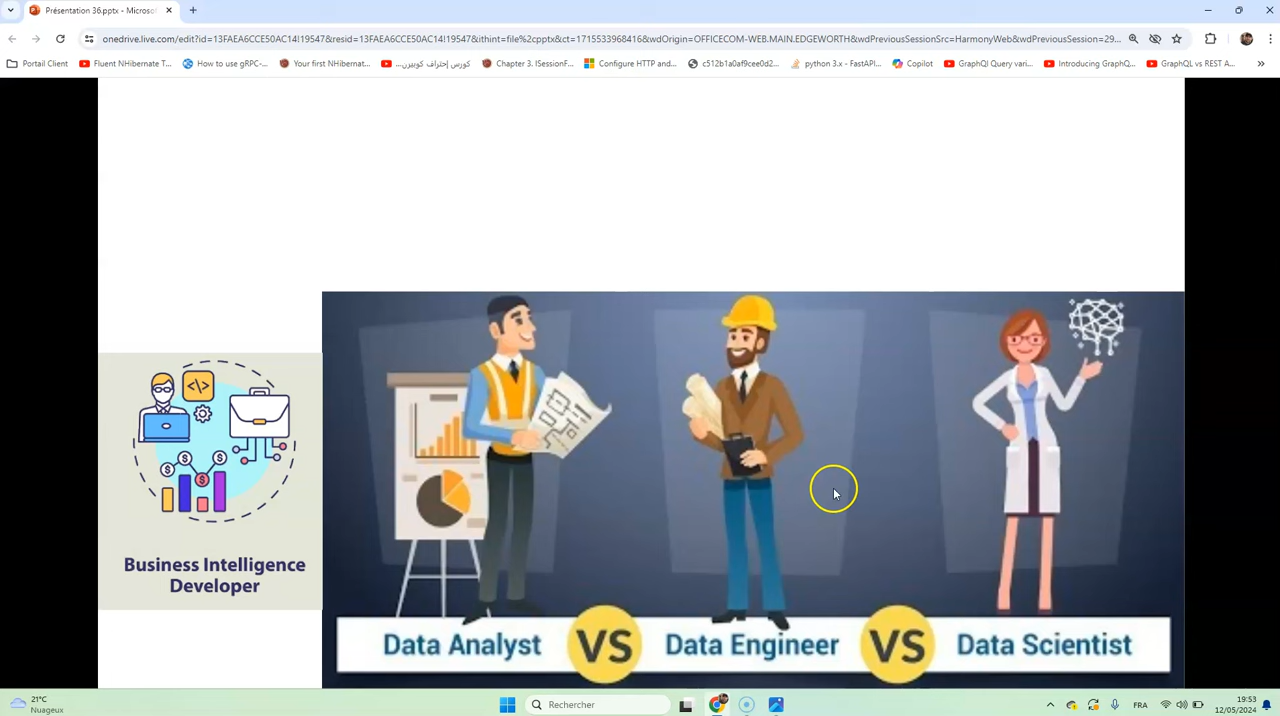 Présentation 36.pptx - Microsof
onedrive.live.com/edit?id=13FAEA6CCE50AC14!19547&resid=13FAEA6CCE50AC14!19547&ithint=file%2cpptx&ct=1715533968416&wdOrigin=OFFICECOM-WEB.MAIN.EDGEWORTH&wdPreviousSessionSrc=HarmonyWeb&wdPreviousSession=29...
Portail Client
Fluent NHibernate T...
How to use gRPC-...
Your first NHibernat...
كورس إحتراف كويبرن...
Chapter 3. ISessionF...
Configure HTTP and...
c512b1a0af9cee0d2...
python 3.x - FastAPI...
Copilot
GraphQl Query vari...
Introducing GraphQ...
GraphQL vs REST A...
</>
Business Intelligence
Developer
Data Analyst VS Data Engineer VS Data Scientist
21°C
Nuageux
Rechercher
FRA
19:53
12/05/2024